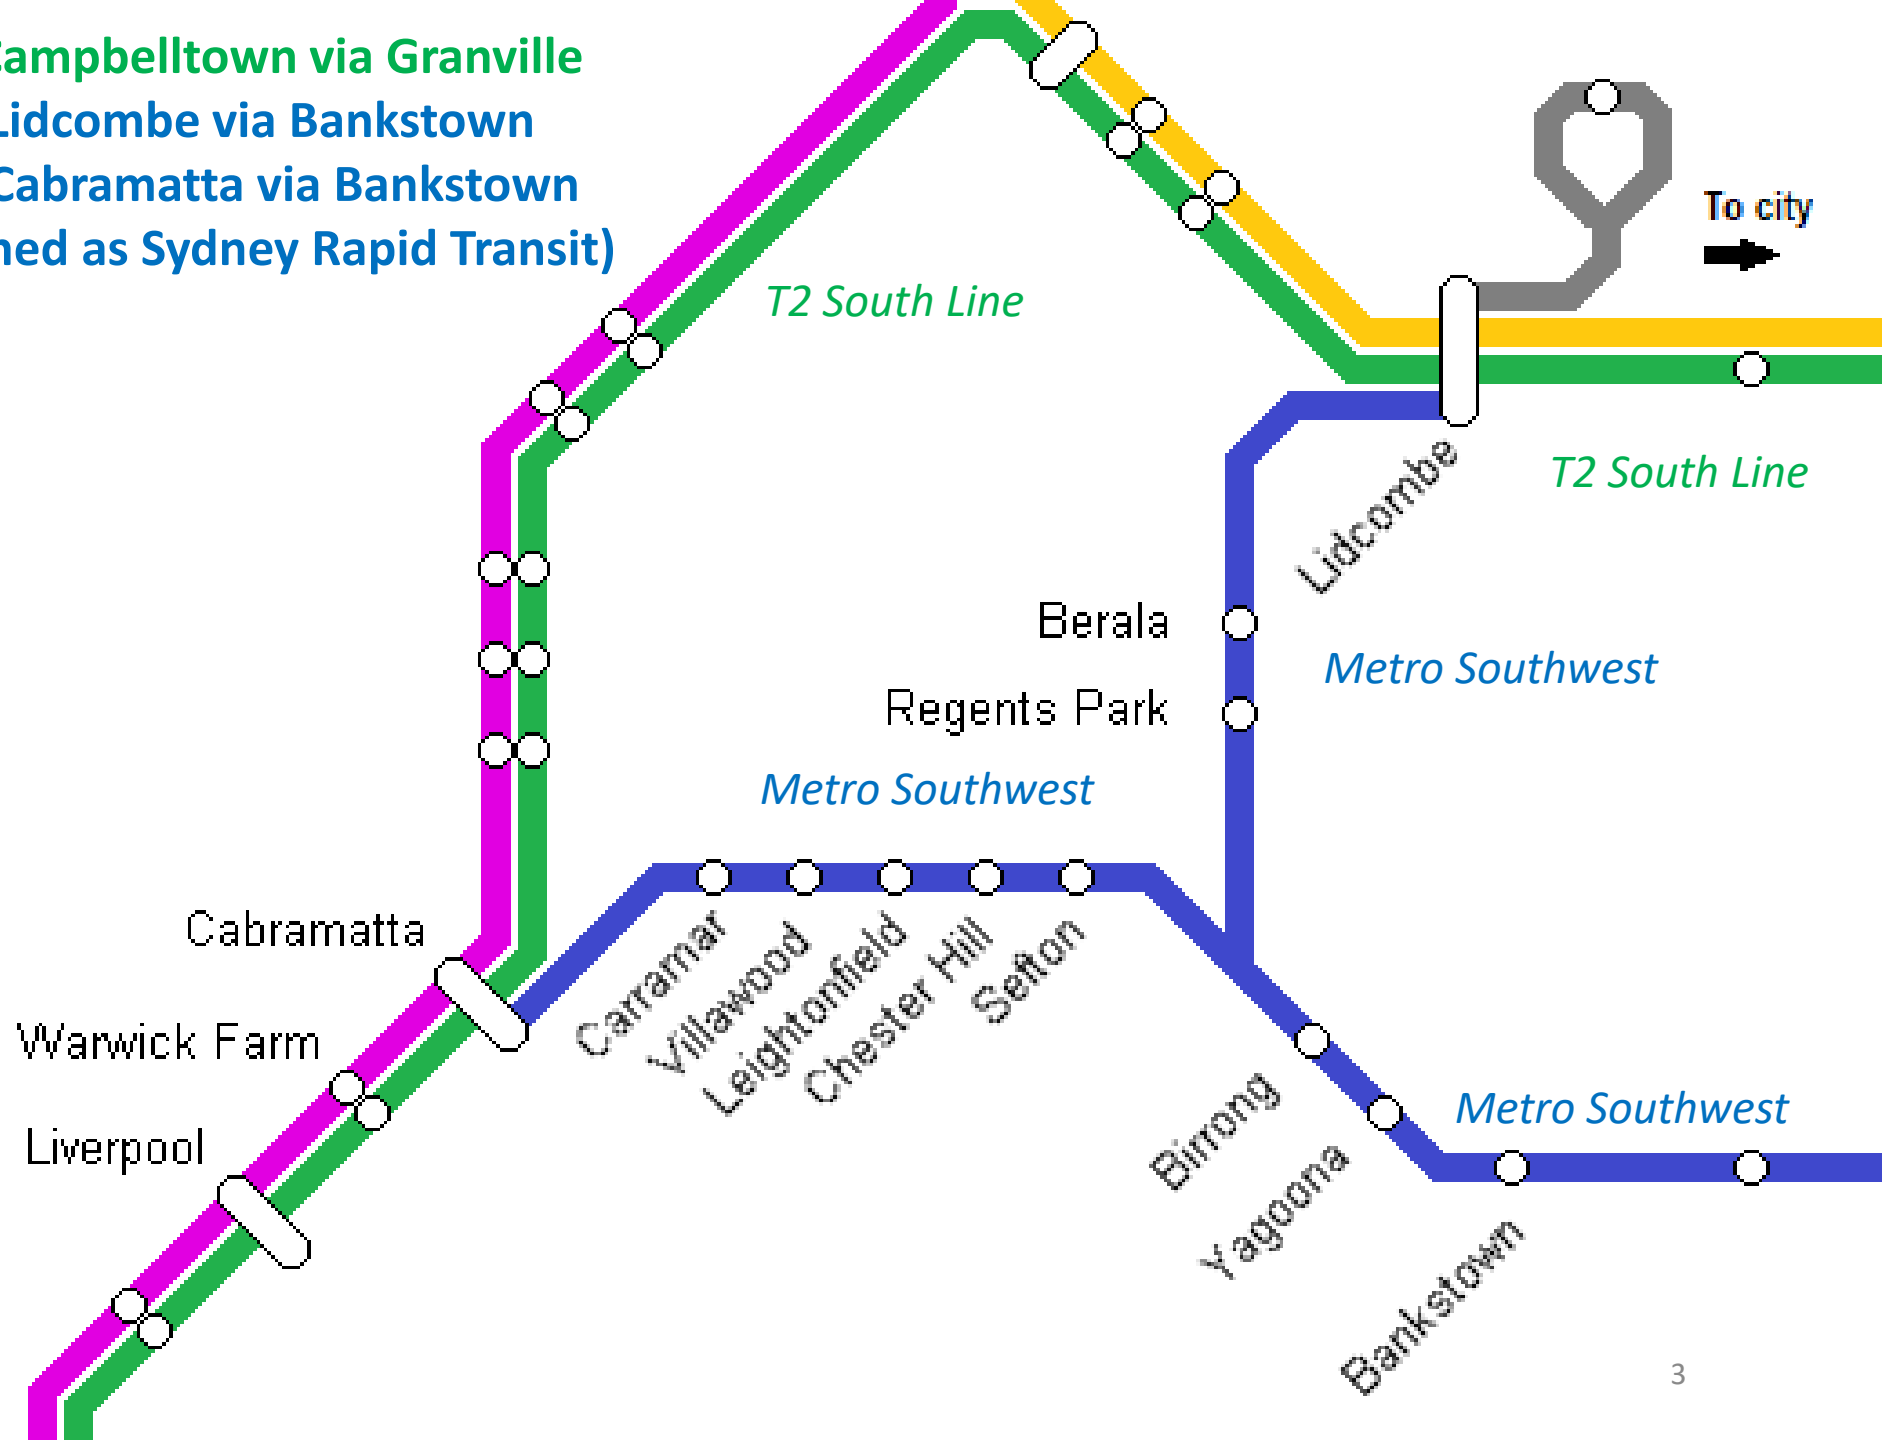 Campbelltown via Granville
Lidcombe via Bankstown
Cabramatta via Bankstown
ned as Sydney Rapid Transit)
To city
T2 South Line
T2 South Line
Lidcombe
Berala
Metro Southwest
Regents Park
Metro Southwest
Cabramatta
Carramar
Villawood
Leightonfield
Chester Hill
Sefton
Warwick Farm
Liverpool
Birrong
Yagoona
Bankstown
Metro Southwest
3